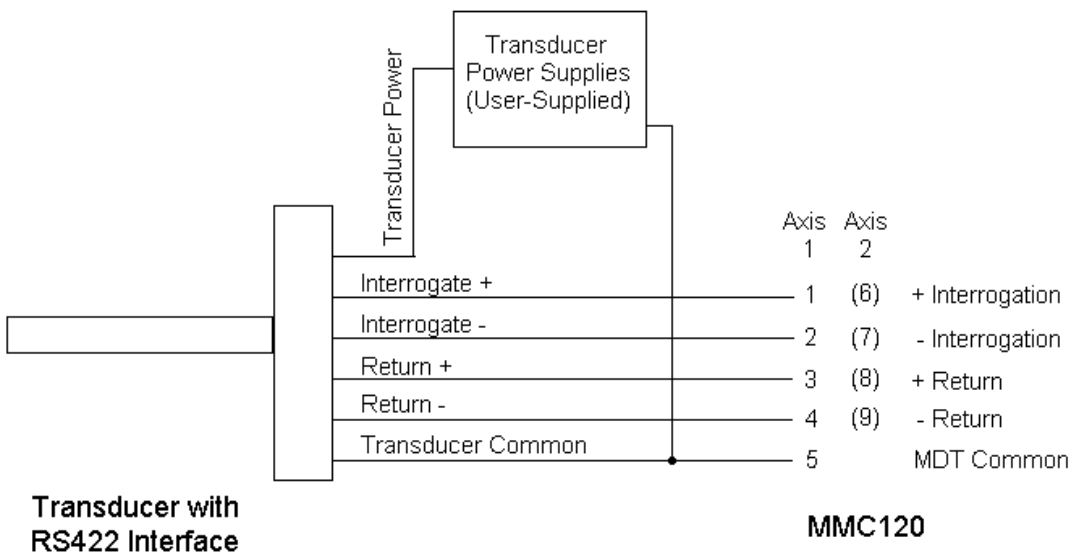 Transducer
Power Supplies
(User-Supplied)
Transducer Power
Axis Axis
1 2
Interrogate +
1 (6) + Interrogation
Interrogate -
2 (7) - Interrogation
Return +
3 (8) + Return
Return -
4 (9) - Return
Transducer Common
5 MDT Common
Transducer with
RS422 Interface
MMC120